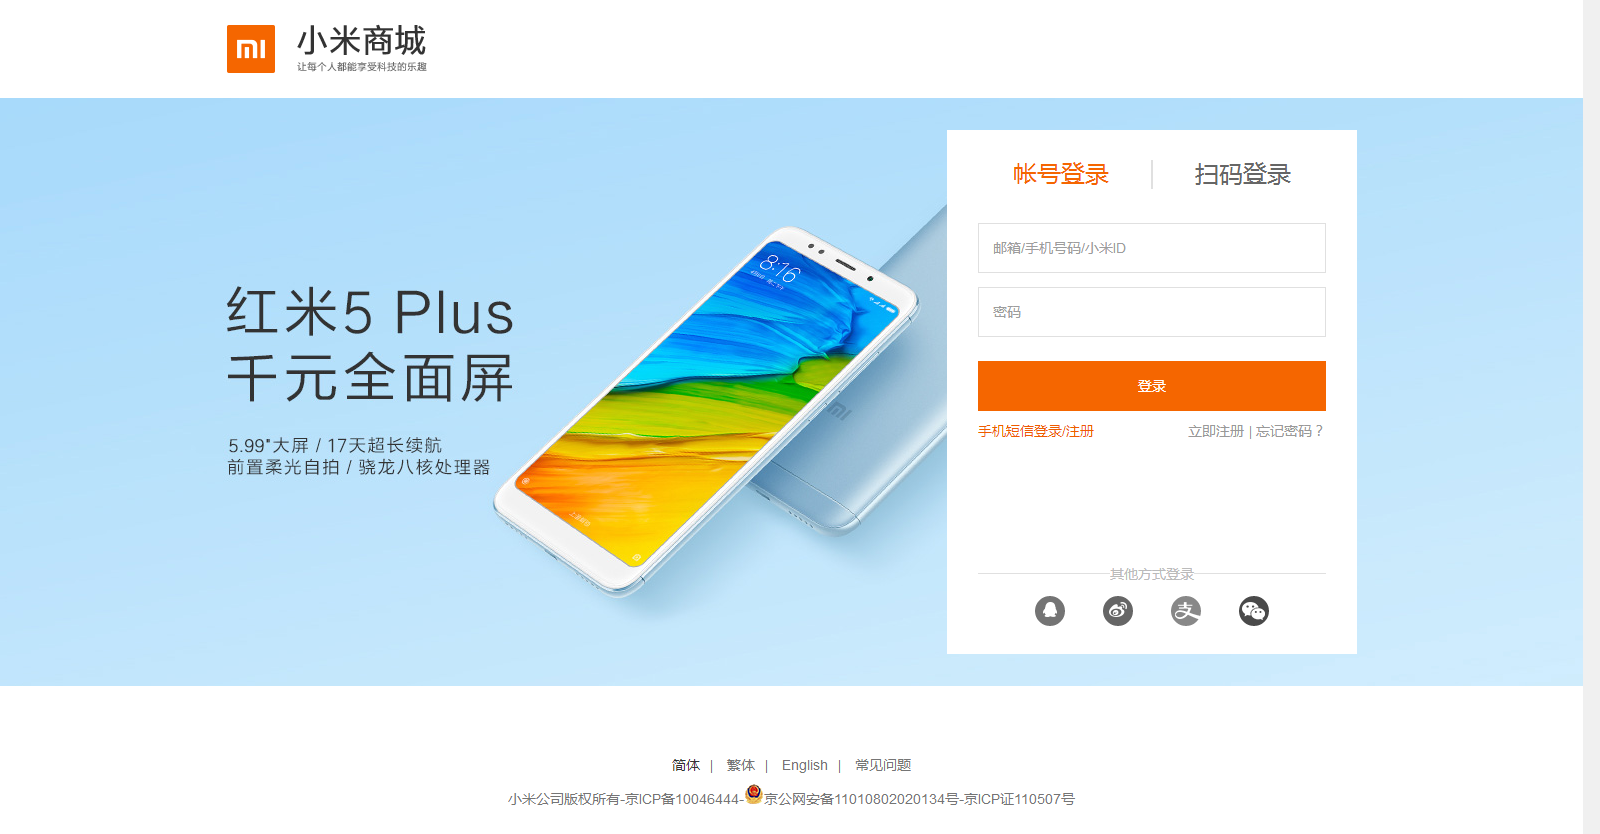 小米商城
让每个人都能享受科技的乐趣
帐号登录
扫码登录
邮箱/手机号码/小米ID
密码
登录
手机短信登录/注册
立即注册 | 忘记密码？
其他方式登录
红米5 Plus
千元全面屏
5.99"大屏 / 17天超长续航
前置柔光自拍 / 骁龙八核处理器
8:16
简体 | 繁体 | English | 常见问题
小米公司版权所有-京ICP备10046444-京公网安备11010802020134号-京ICP证110507号